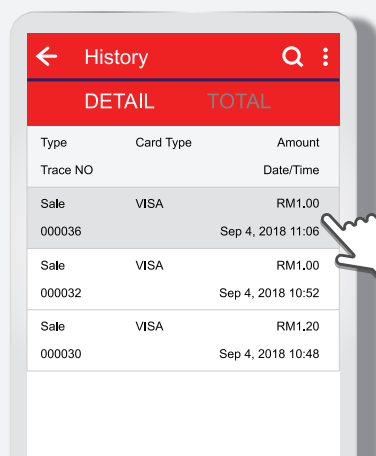 History
DETAIL TOTAL
Type Card Type Amount
Trace NO Date/Time
Sale VISA RM1.00
000036 Sep 4, 2018 11:06
Sale VISA RM1.00
000032 Sep 4, 2018 10:52
Sale VISA RM1.20
000030 Sep 4, 2018 10:48